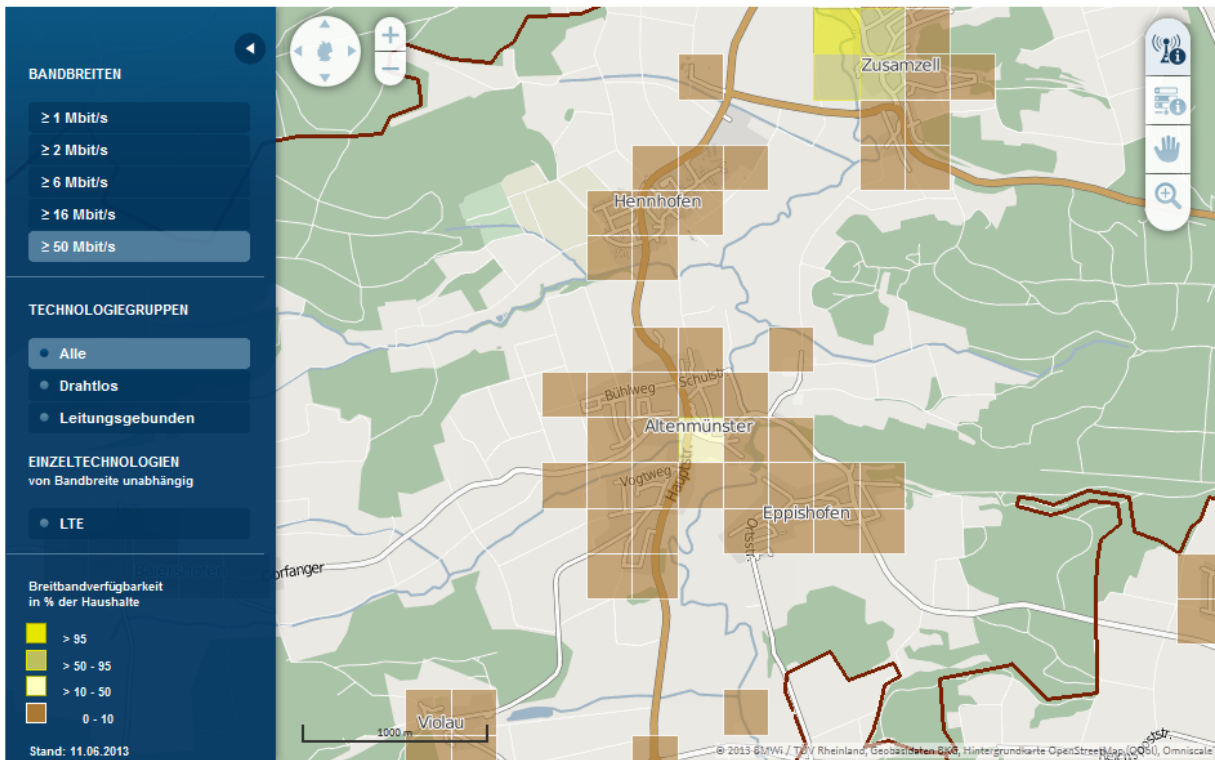 BANDBREITEN
≥ 1 Mbit/s
≥ 2 Mbit/s
≥ 6 Mbit/s
≥ 16 Mbit/s
≥ 50 Mbit/s
TECHNOLOGIEGRUPPEN
Alle
Drahtlos
Leitungsgebunden
EINZELTECHNOLOGIEN
von Bandbreite unabhängig
LTE
Breitbandverfügbarkeit
in % der Haushalte
> 95
> 50 - 95
> 10 - 50
0 - 10
Stand: 11.06.2013
Zusamzell
Hennhofen
Bühlweg
Schulstr.
Altenmünster
Vogtweg
Hauptstr.
Eppishofen
Ortsstr.
Dorfanger
Violau
1000 m
© 2013 BMWi / TÜV Rheinland, Geobasisdaten BKG, Hintergrundkarte OpenStreetMap (ODbL), Omniscale